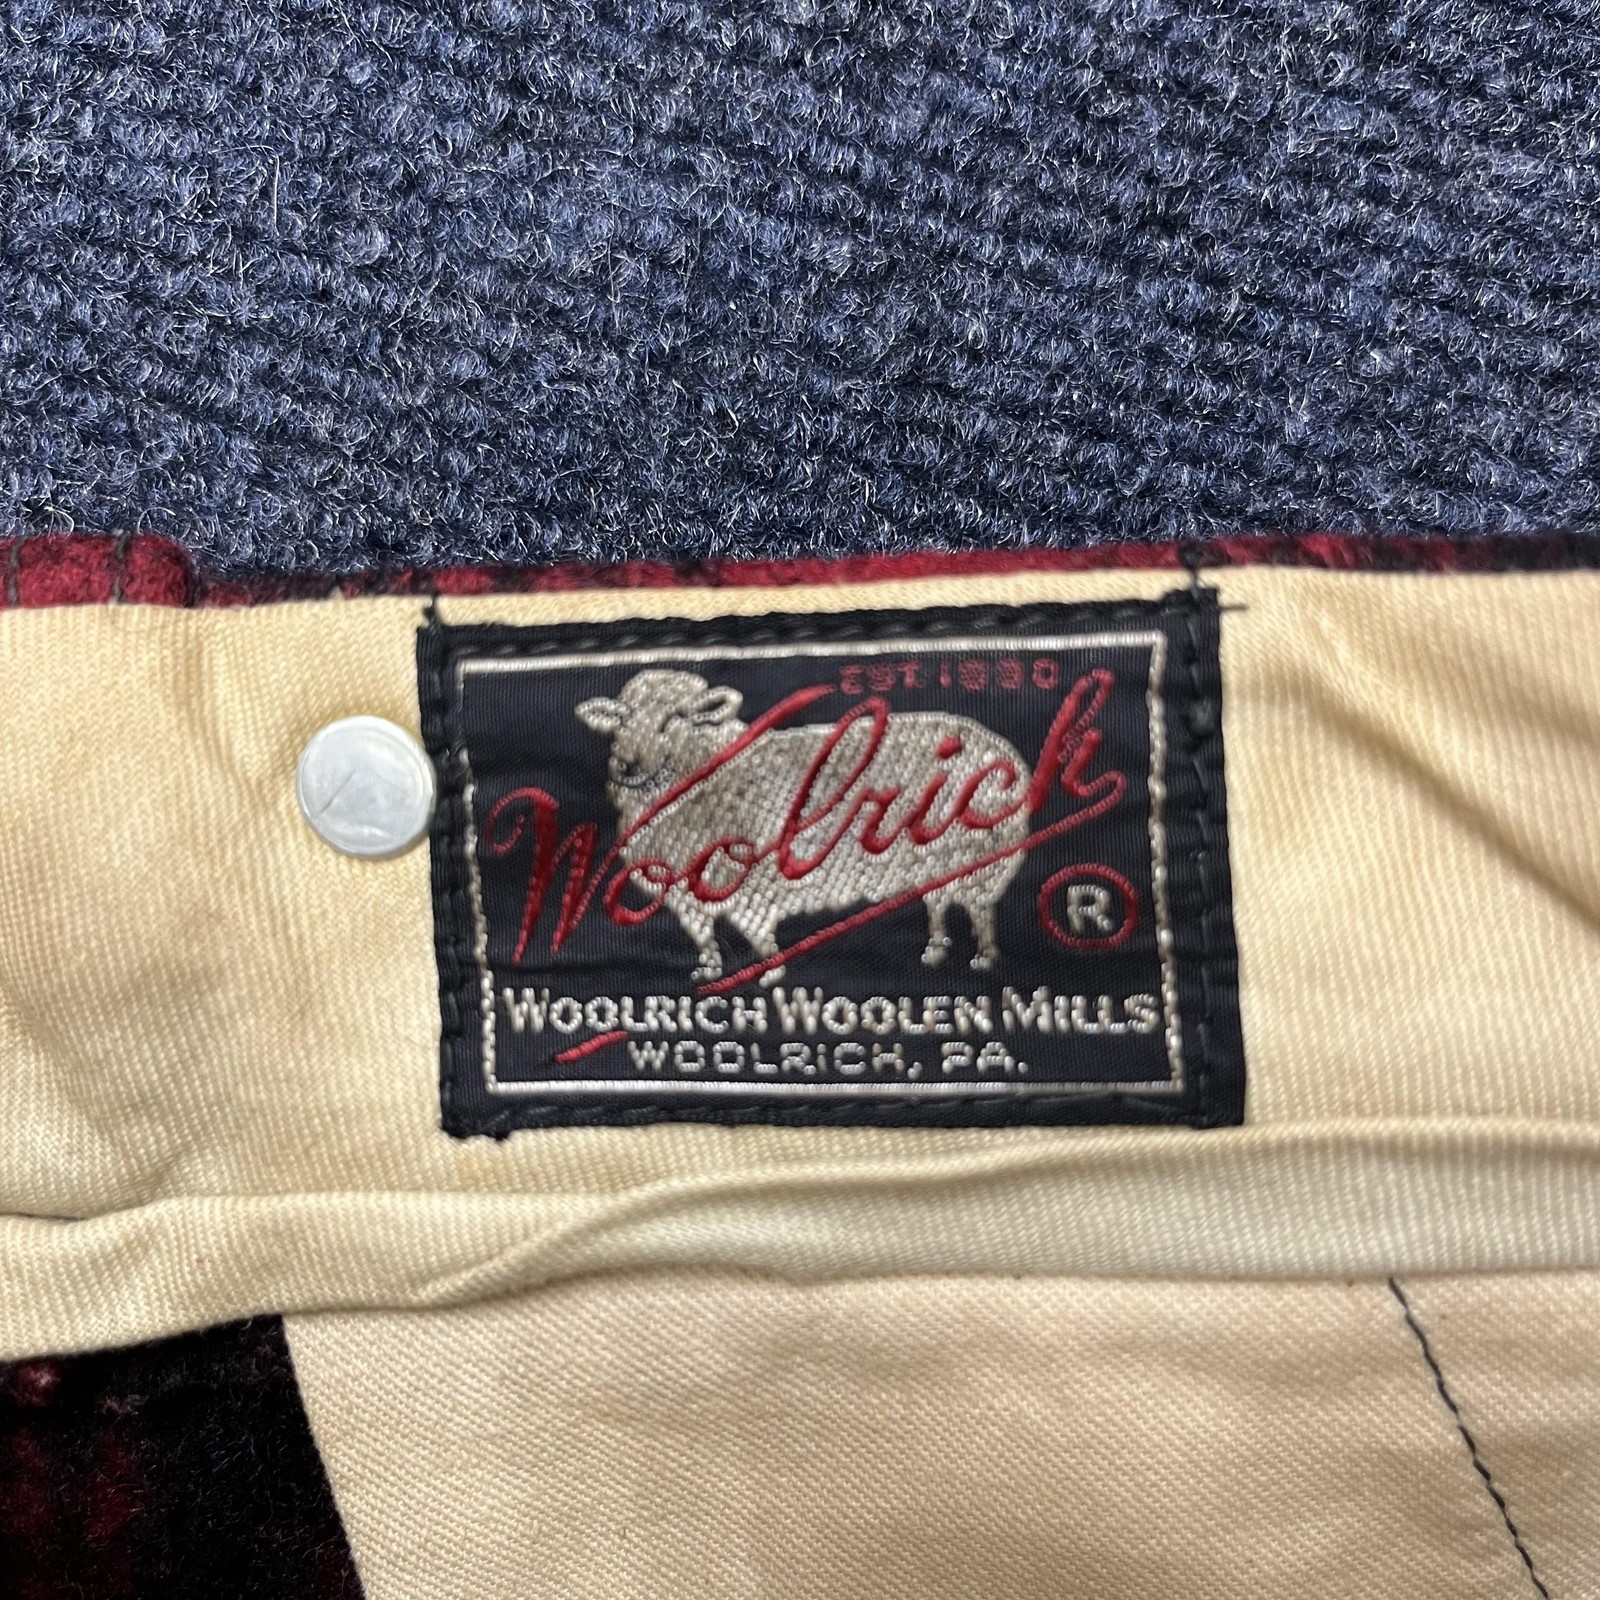 EST. 1830
Woolrich
R
WOOLRICH WOOLEN MILLS
WOOLRICH, PA.